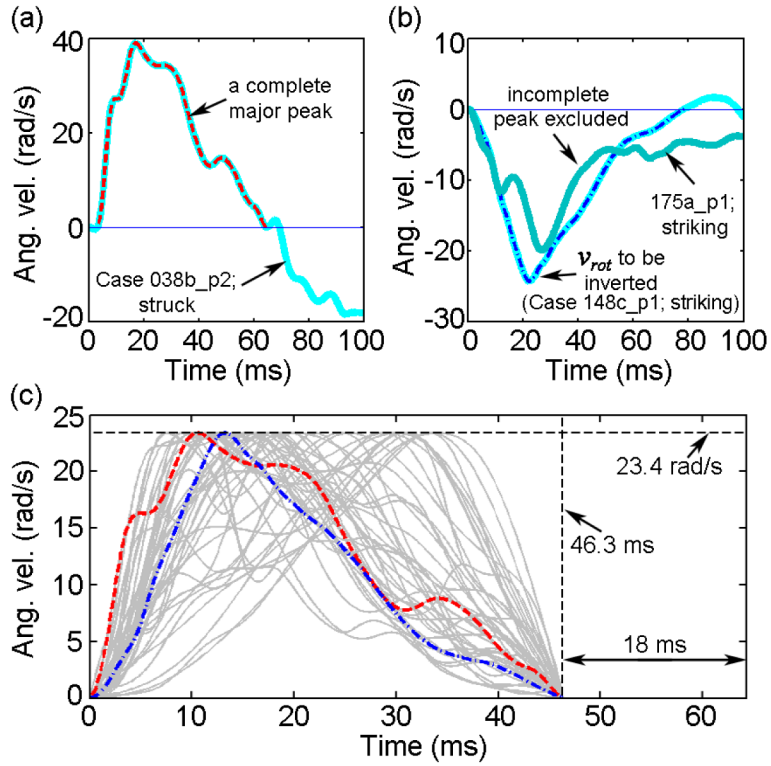 (a)
Ang. vel. (rad/s)
40
20
0
-20
a complete
major peak
Case 038b_p2;
struck
0 20 40 60 80 100
Time (ms)
(b)
Ang. vel. (rad/s)
10
0
-10
-20
-30
incomplete
peak excluded
175a_p1;
striking
v_rot to be
inverted
(Case 148c_p1; striking)
0 20 40 60 80 100
Time (ms)
(c)
Ang. vel. (rad/s)
25
20
15
10
5
0
23.4 rad/s
46.3 ms
18 ms
0 10 20 30 40 50 60
Time (ms)